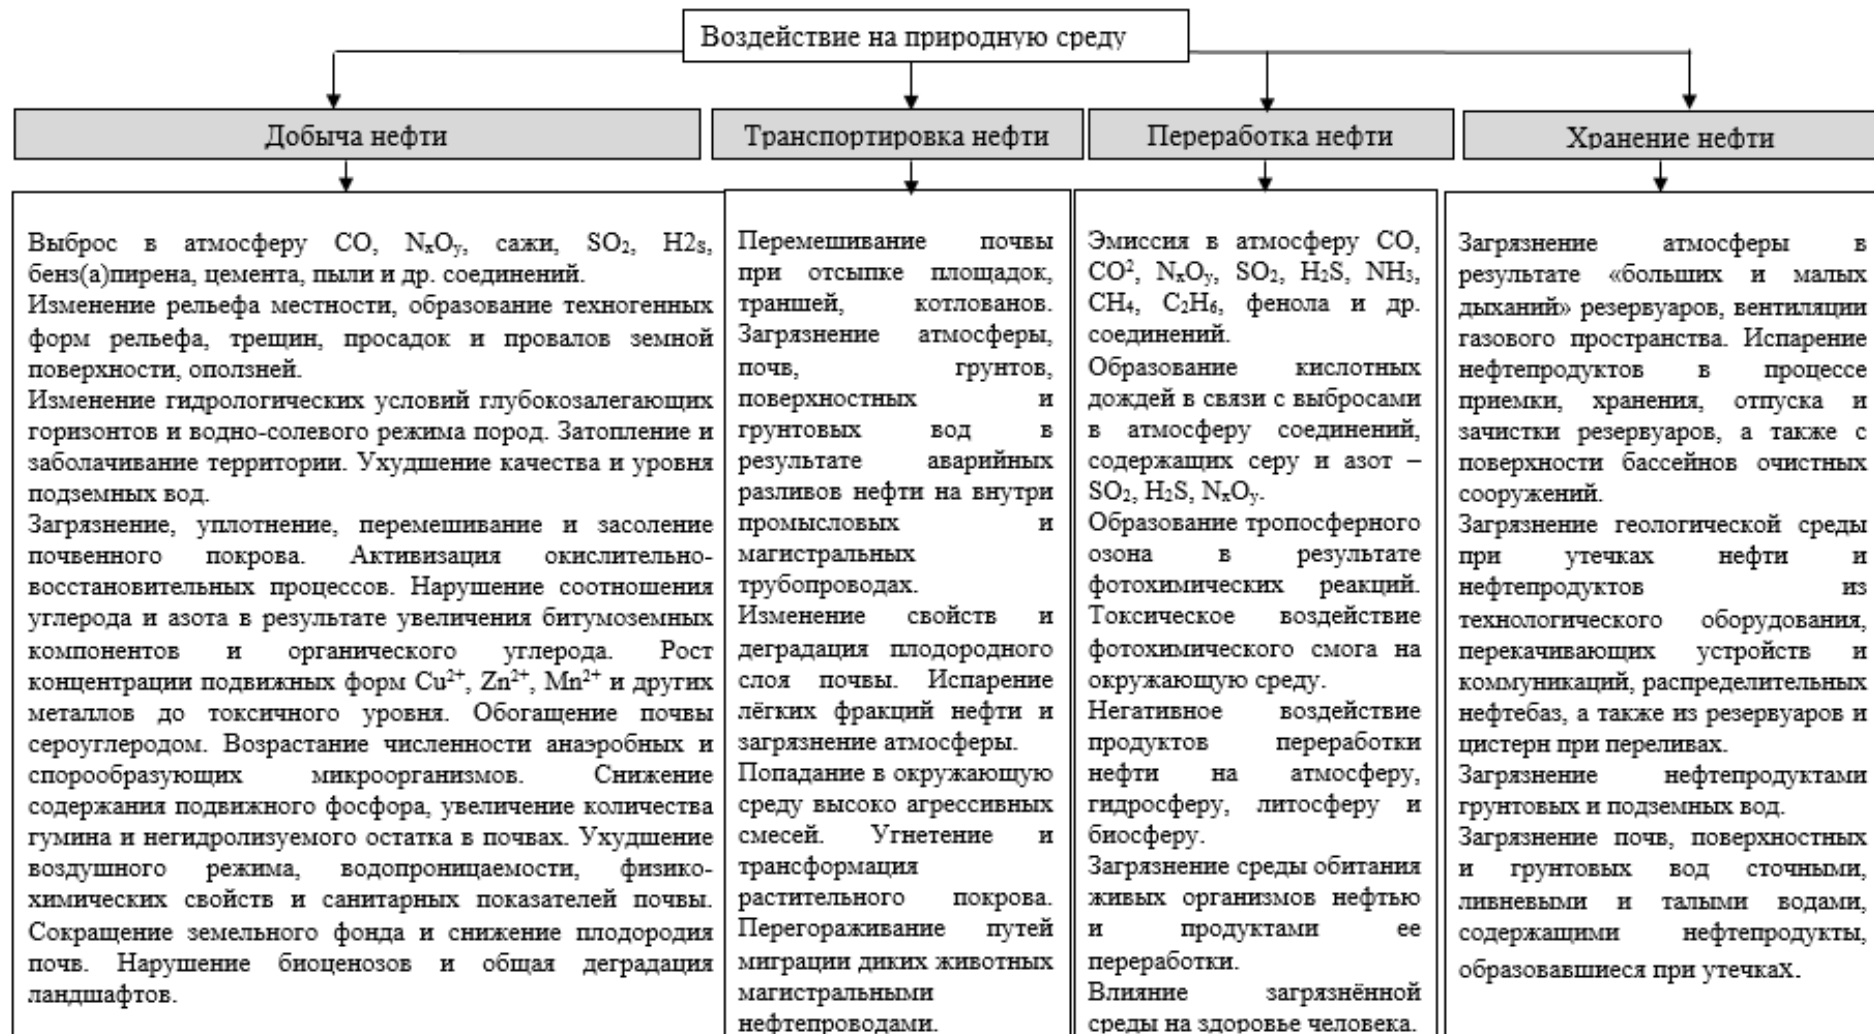 Воздействие на природную среду
Добыча нефти
Выброс в атмосферу CO, NₓOᵧ, сажи, SO₂, H2s,
бенз(а)пирена, цемента, пыли и др. соединений.
Изменение рельефа местности, образование техногенных
форм рельефа, трещин, просадок и провалов земной
поверхности, оползней.
Изменение гидрологических условий глубокозалегающих
горизонтов и водно-солевого режима пород. Затопление и
заболачивание территории. Ухудшение качества и уровня
подземных вод.
Загрязнение, уплотнение, перемешивание и засоление
почвенного покрова. Активизация окислительно-
восстановительных процессов. Нарушение соотношения
углерода и азота в результате увеличения битумоземных
компонентов и органического углерода. Рост
концентрации подвижных форм Cu²⁺, Zn²⁺, Mn²⁺ и других
металлов до токсичного уровня. Обогащение почвы
сероуглеродом. Возрастание численности анаэробных и
спорообразующих микроорганизмов. Снижение
содержания подвижного фосфора, увеличение количества
гумина и негидролизуемого остатка в почвах. Ухудшение
воздушного режима, водопроницаемости, физико-
химических свойств и санитарных показателей почвы.
Сокращение земельного фонда и снижение плодородия
почв. Нарушение биоценозов и общая деградация
ландшафтов.
Транспортировка нефти
Перемешивание почвы
при отсыпке площадок,
траншей, котлованов.
Загрязнение атмосферы,
почв, грунтов,
поверхностных и
грунтовых вод в
результате аварийных
разливов нефти на внутри
промысловых и
магистральных
трубопроводах.
Изменение свойств и
деградация плодородного
слоя почвы. Испарение
лёгких фракций нефти и
загрязнение атмосферы.
Попадание в окружающую
среду высоко агрессивных
смесей. Угнетение и
трансформация
растительного покрова.
Перегораживание путей
миграции диких животных
магистральными
нефтепроводами.
Переработка нефти
Эмиссия в атмосферу CO,
CO², NₓOᵧ, SO₂, H₂S, NH₃,
CH₄, C₂H₆, фенола и др.
соединений.
Образование кислотных
дождей в связи с выбросами
в атмосферу соединений,
содержащих серу и азот –
SO₂, H₂S, NₓOᵧ.
Образование тропосферного
озона в результате
фотохимических реакций.
Токсическое воздействие
фотохимического смога на
окружающую среду.
Негативное воздействие
продуктов переработки
нефти на атмосферу,
гидросферу, литосферу и
биосферу.
Загрязнение среды обитания
живых организмов нефтью
и продуктами ее
переработки.
Влияние загрязнённой
среды на здоровье человека.
Хранение нефти
Загрязнение атмосферы в
результате «больших и малых
дыханий» резервуаров, вентиляции
газового пространства. Испарение
нефтепродуктов в процессе
приемки, хранения, отпуска и
зачистки резервуаров, а также с
поверхности бассейнов очистных
сооружений.
Загрязнение геологической среды
при утечках нефти и
нефтепродуктов из
технологического оборудования,
перекачивающих устройств и
коммуникаций, распределительных
нефтебаз, а также из резервуаров и
цистерн при переливах.
Загрязнение нефтепродуктами
грунтовых и подземных вод.
Загрязнение почв, поверхностных
и грунтовых вод сточными,
ливневыми и талыми водами,
содержащими нефтепродукты,
образовавшиеся при утечках.